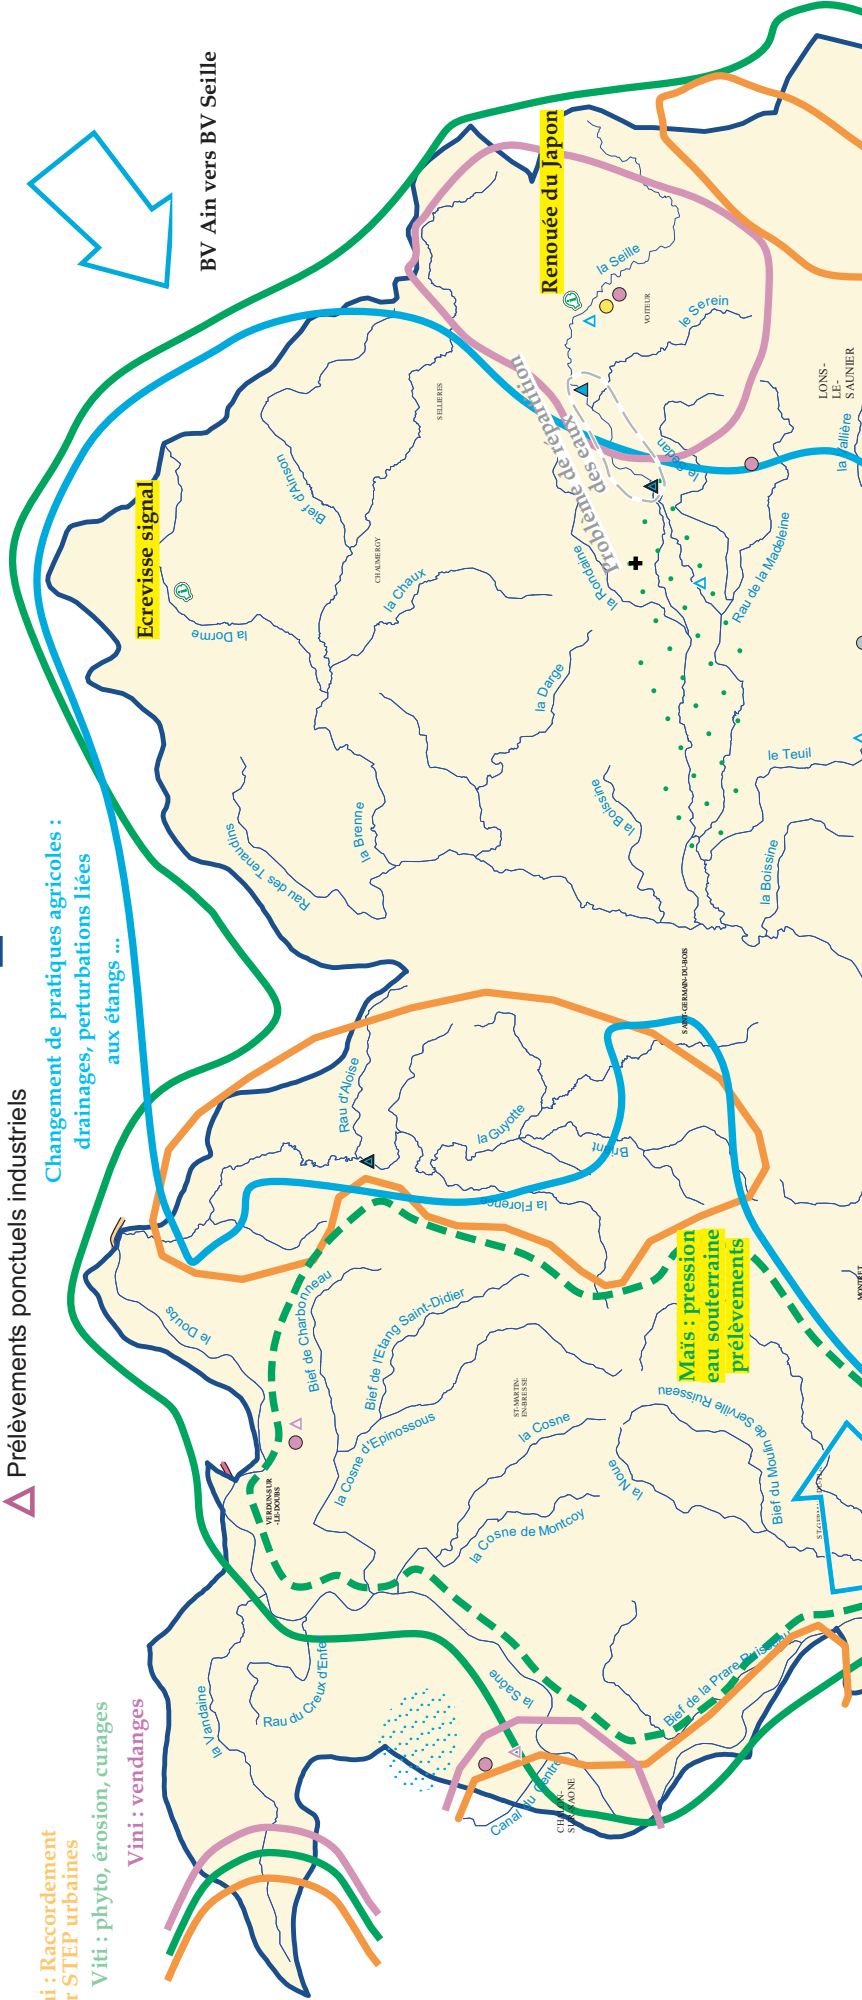 BV Ain vers BV Seille
Renouée du Japon
la Seille
VOITEUR
le Serein
LONS-
LE-
SAUNIER
la Vallière
Problème de répartition
des eaux
le Sedan
SELLIERES
Bief d'Ainson
Ecrevisse signal
CHAUMERGY
la Chaux
la Dorme
la Rondaine
Rau de la Madeleine
la Darge
le Teuil
la Boissine
la Boissine
la Brenne
Rau des Tenaudins
Changement de pratiques agricoles :
drainages, perturbations liées
aux étangs ...
Prélèvements ponctuels industriels
SAINT-GERMAIN-DU-BOIS
Rau d'Aloise
la Guyotte
Briant
la Florence
Maïs : pression
eau souterraine
prélèvements
MONTRET
le Doubs
Bief de Charbonneau
Bief de l'Etang Saint-Didier
ST-MARTIN-
EN-BRESSE
la Cosne d'Epinossous
la Cosne
la Noue
Bief du Moulin de Serville Ruisseau
VERDUN-SUR
-LE-DOUBS
la Cosne de Montcoy
la Saône
Bief de la Prare Ruisseau
la Vandaine
Rau du Creux d'Enfer
Canal du Centre
CHALON-
SUR-SAONE
Vini : vendanges
Viti : phyto, érosion, curages
i : Raccordement
r STEP urbaines